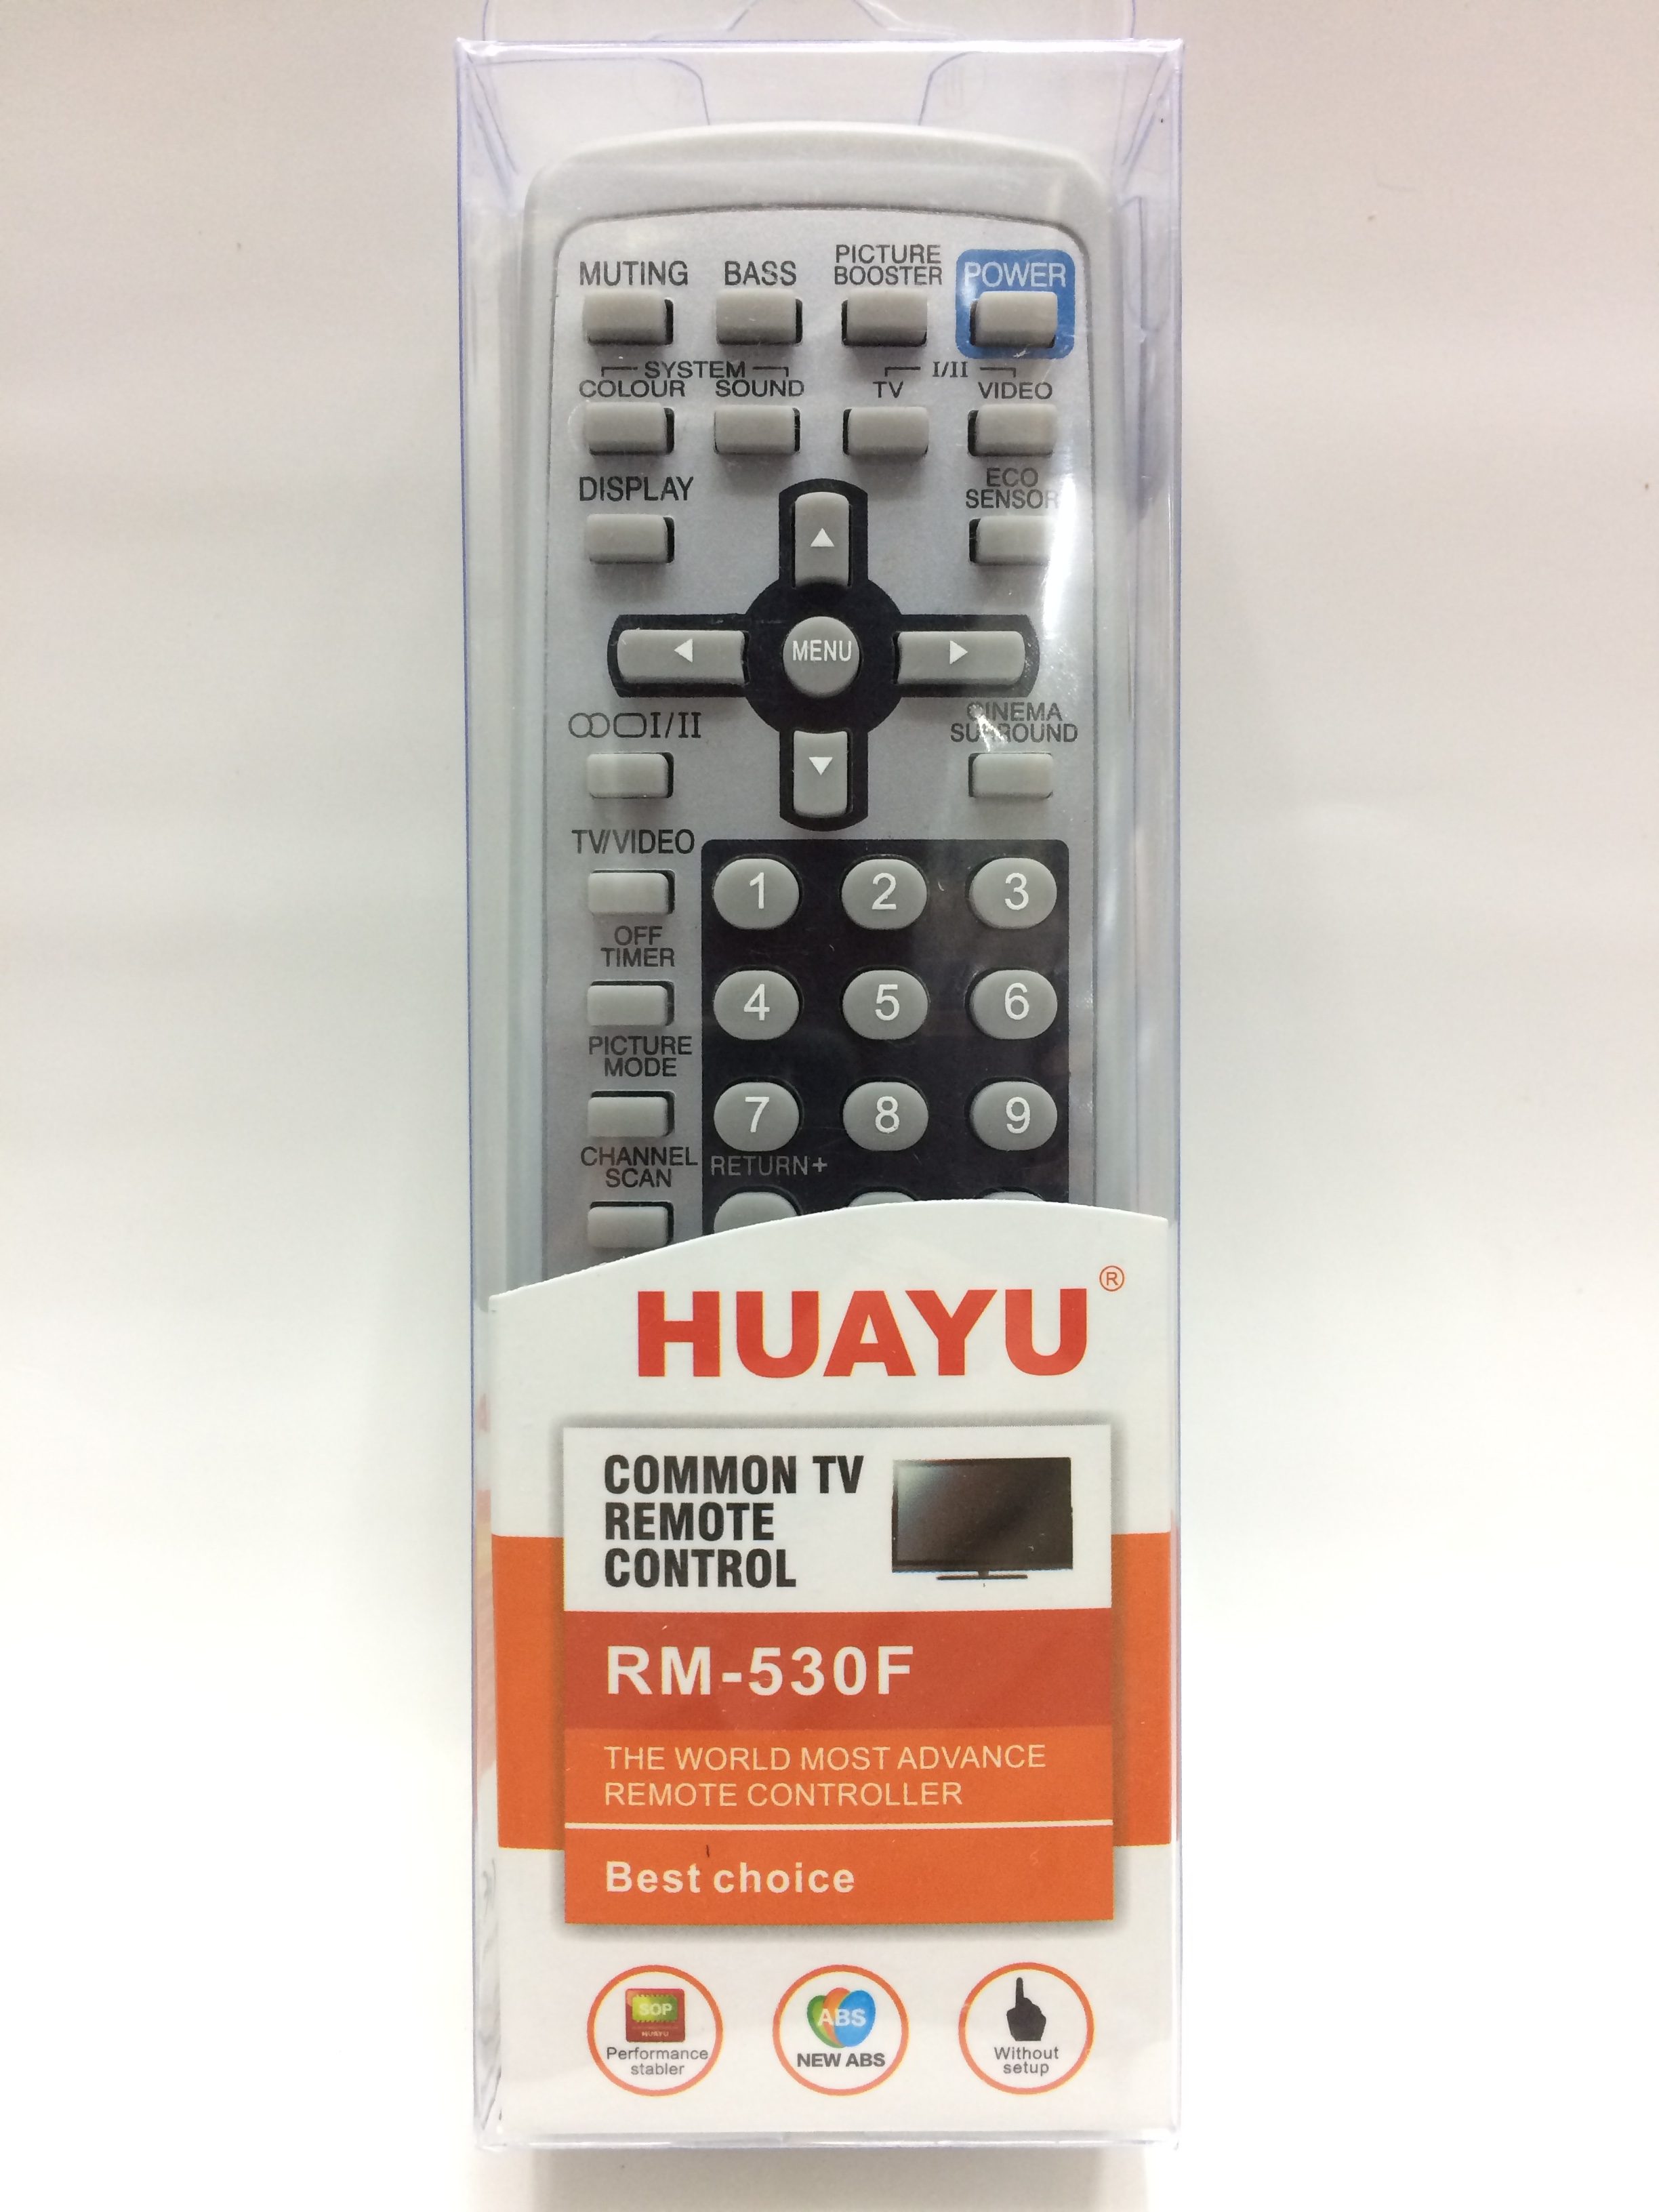 MUTING BASS PICTURE BOOSTER POWER
SYSTEM I/II
COLOUR SOUND TV VIDEO
DISPLAY ECO SENSOR
MENU
I/II CINEMA SURROUND
TV/VIDEO
1 2 3
OFF TIMER
4 5 6
PICTURE MODE
7 8 9
CHANNEL SCAN
RETURN+
HUAYU®
COMMON TV
REMOTE
CONTROL
RM-530F
THE WORLD MOST ADVANCE
REMOTE CONTROLLER
Best choice
SOP
HUAYU
Performance
stabler
ABS
NEW ABS
Without
setup